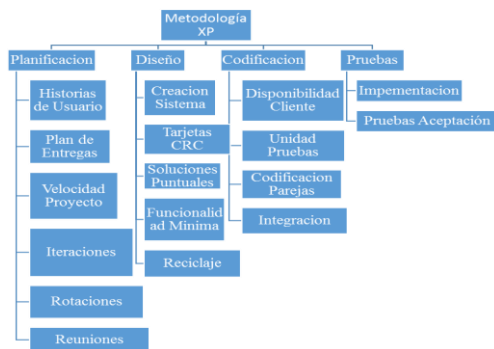 Metodología
XP
Planificación
Historias
de Usuario
Plan de
Entregas
Velocidad
Proyecto
Iteraciones
Rotaciones
Reuniones
Diseño
Creacion
Sistema
Tarjetas
CRC
Soluciones
Puntuales
Funcionalid
ad Minima
Reciclaje
Codificacion
Disponibilidad
Cliente
Unidad
Pruebas
Codificacion
Parejas
Integracion
Pruebas
Impementacion
Pruebas Aceptación